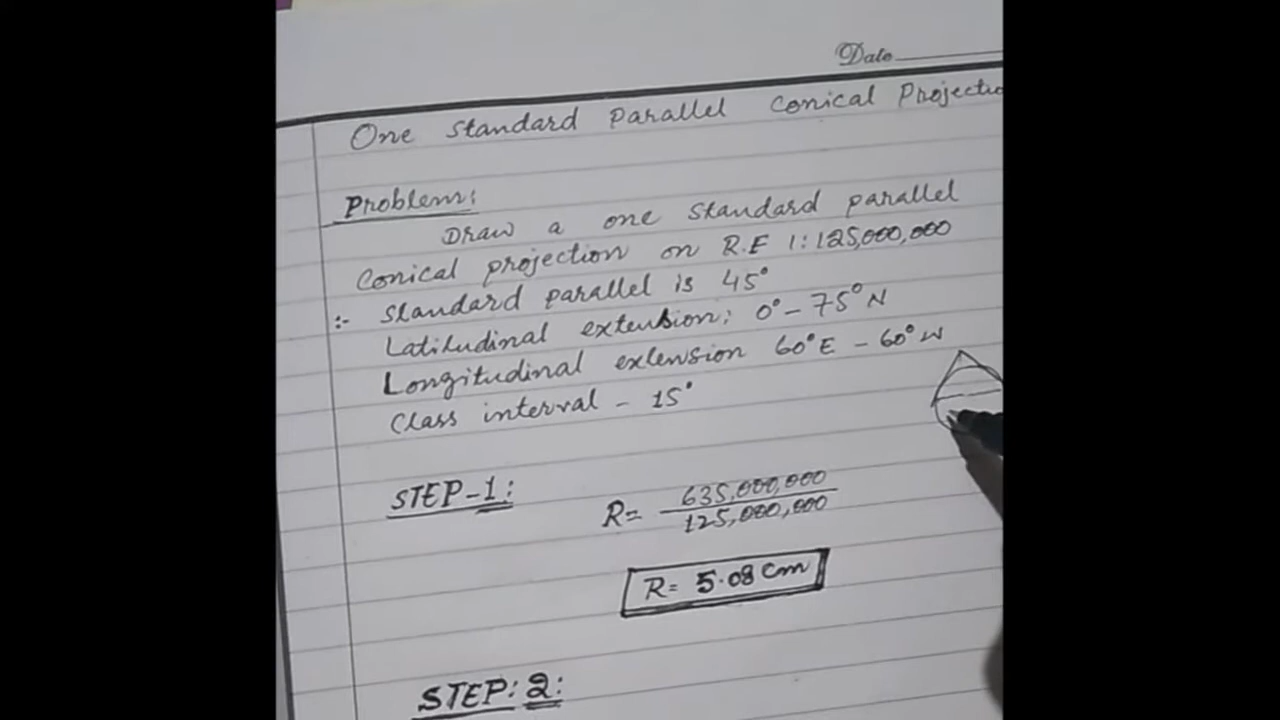 Date
One Standard Parallel Conical Projectio
Problem:
Draw a one standard parallel
Conical projection on R.F 1:125,000,000
:- Standard parallel is 45°
Latitudinal extension: 0° - 75° N
Longitudinal extension 60° E - 60° W
Class interval - 15°
STEP-1:
R= 635,000,000
125,000,000
R= 5.08 Cm
STEP: 2: